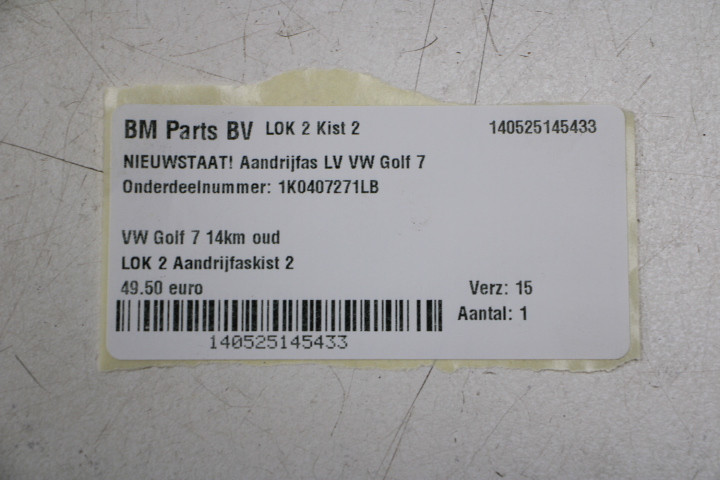 BM Parts BV LOK 2 Kist 2 140525145433
NIEUWSTAAT! Aandrijfas LV VW Golf 7
Onderdeelnummer: 1K0407271LB
VW Golf 7 14km oud
LOK 2 Aandrijfaskist 2
49.50 euro Verz: 15
Aantal: 1
140525145433